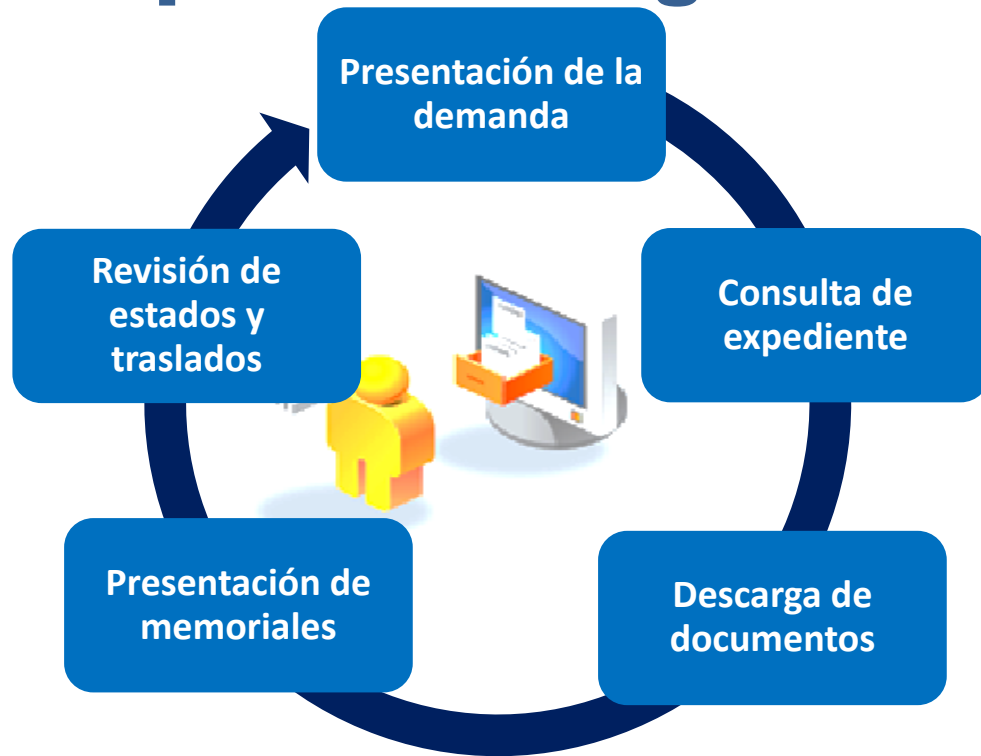 Presentación de la
demanda
Consulta de
expediente
Descarga de
documentos
Presentación de
memoriales
Revisión de
estados y
traslados